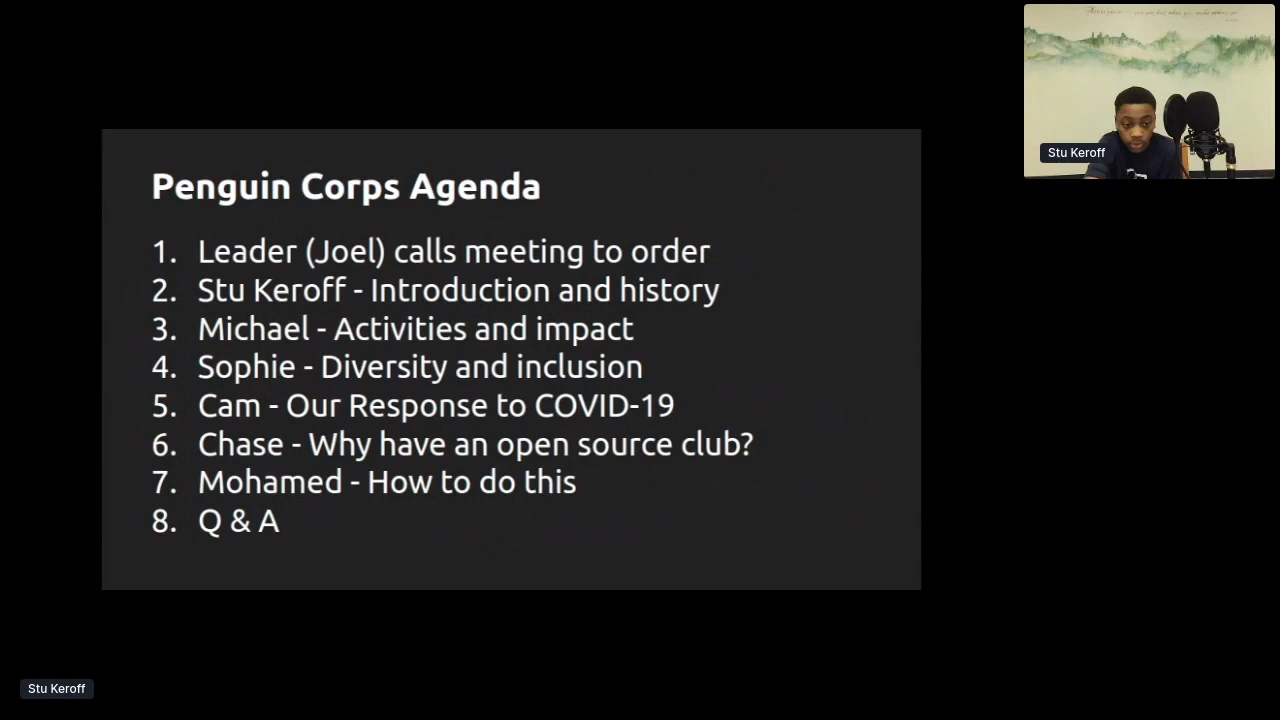 Penguin Corps Agenda
1. Leader (Joel) calls meeting to order
2. Stu Keroff - Introduction and history
3. Michael - Activities and impact
4. Sophie - Diversity and inclusion
5. Cam - Our Response to COVID-19
6. Chase - Why have an open source club?
7. Mohamed - How to do this
8. Q & A
Stu Keroff
Stu Keroff